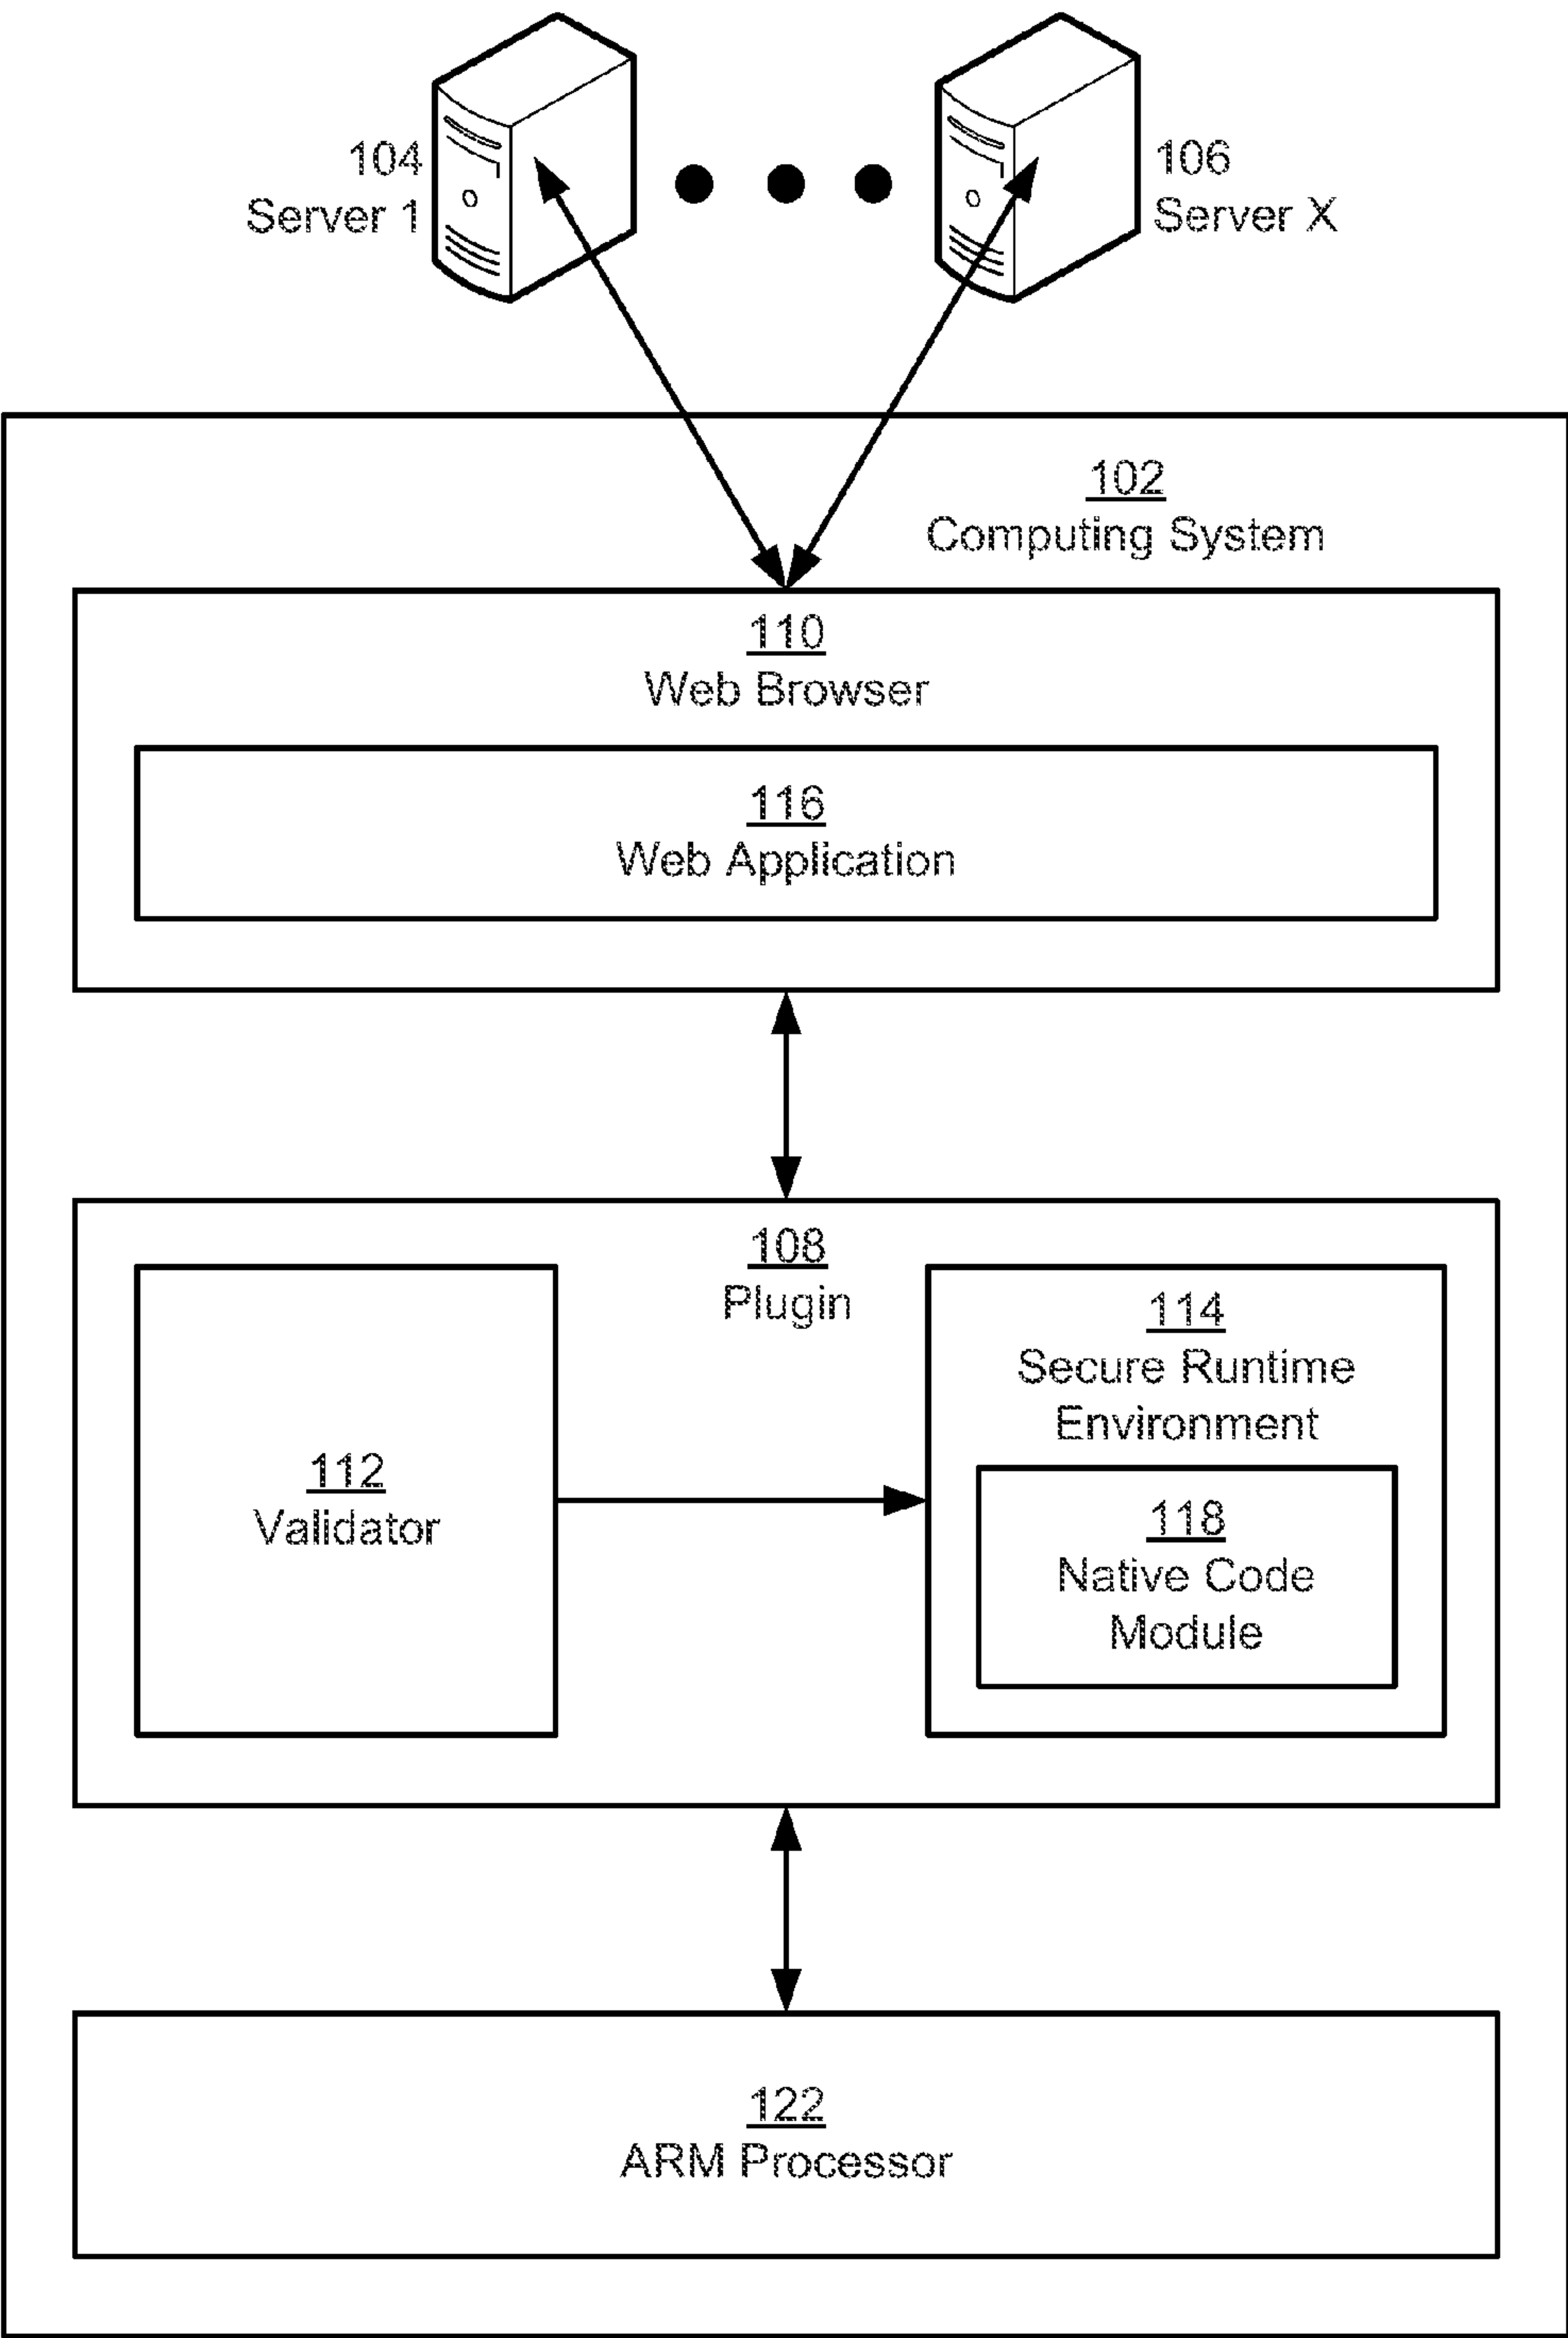 104
Server 1
106
Server X
102
Computing System
110
Web Browser
116
Web Application
108
Plugin
112
Validator
114
Secure Runtime
Environment
118
Native Code
Module
122
ARM Processor